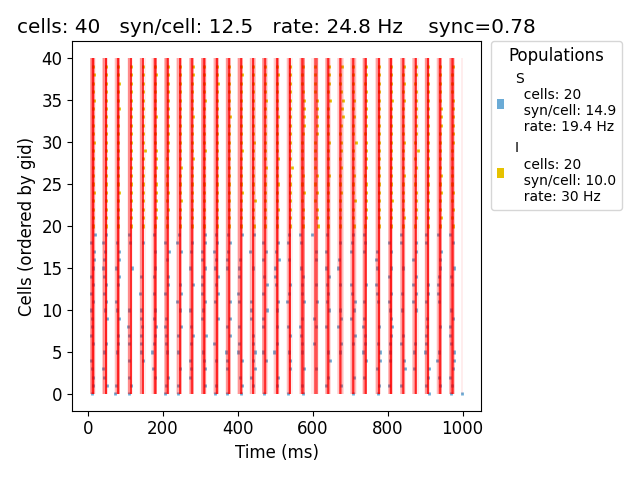 cells: 40   syn/cell: 12.5   rate: 24.8 Hz    sync=0.78
Populations
S
cells: 20
syn/cell: 14.9
rate: 19.4 Hz
I
cells: 20
syn/cell: 10.0
rate: 30 Hz
Cells (ordered by gid)
40
35
30
25
20
15
10
5
0
0 200 400 600 800 1000
Time (ms)